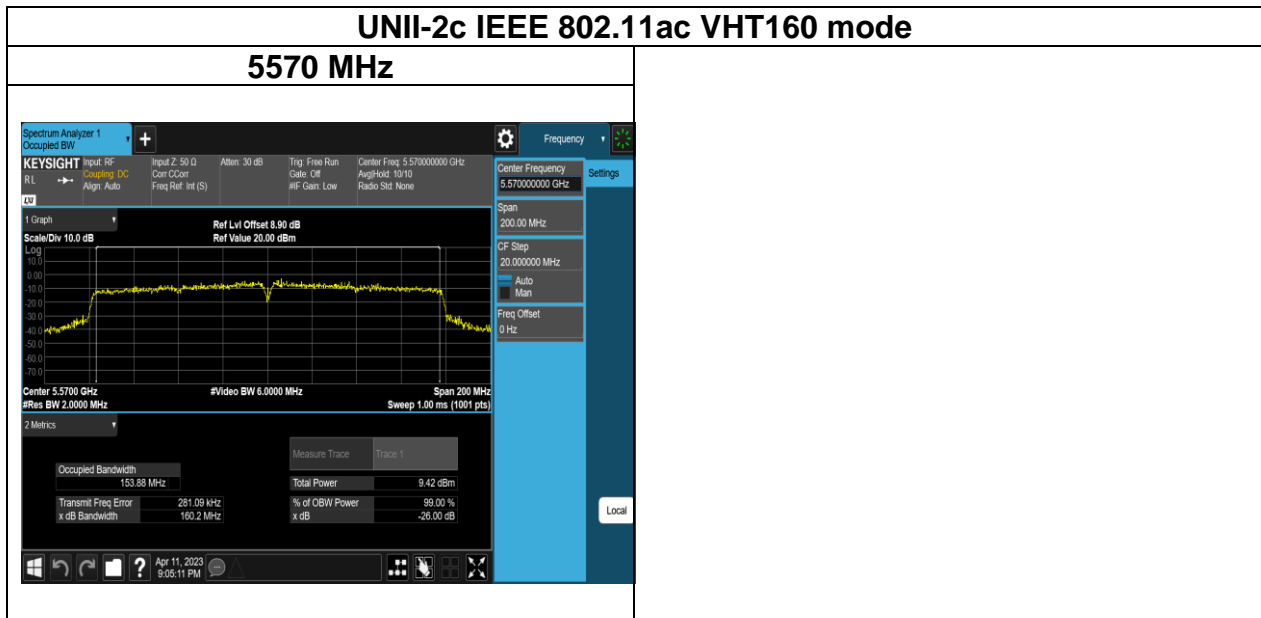 UNII-2c IEEE 802.11ac VHT160 mode
5570 MHz
Spectrum Analyzer 1
Occupied BW
Frequency
KEYSIGHT
RL
LXI
Input: RF
Coupling: DC
Align: Auto
Input Z: 50 Ω
Corr CCorr
Freq Ref: Int (S)
Atten: 30 dB
Trig: Free Run
Gate: Off
#IF Gain: Low
Center Freq: 5.570000000 GHz
Avg|Hold: 10/10
Radio Std: None
Center Frequency
5.570000000 GHz
Settings
Span
200.00 MHz
CF Step
20.000000 MHz
Auto
Man
Freq Offset
0 Hz
1 Graph
Scale/Div 10.0 dB
Ref Lvl Offset 8.90 dB
Ref Value 20.00 dBm
Log
10.0
0.00
-10.0
-20.0
-30.0
-40.0
-50.0
-60.0
-70.0
Center 5.5700 GHz
#Video BW 6.0000 MHz
Span 200 MHz
#Res BW 2.0000 MHz
Sweep 1.00 ms (1001 pts)
2 Metrics
Measure Trace Trace 1
Occupied Bandwidth
153.88 MHz
Total Power 9.42 dBm
Transmit Freq Error 281.09 kHz
% of OBW Power 99.00 %
x dB Bandwidth 160.2 MHz
x dB -26.00 dB
Local
Apr 11, 2023
9:05:11 PM